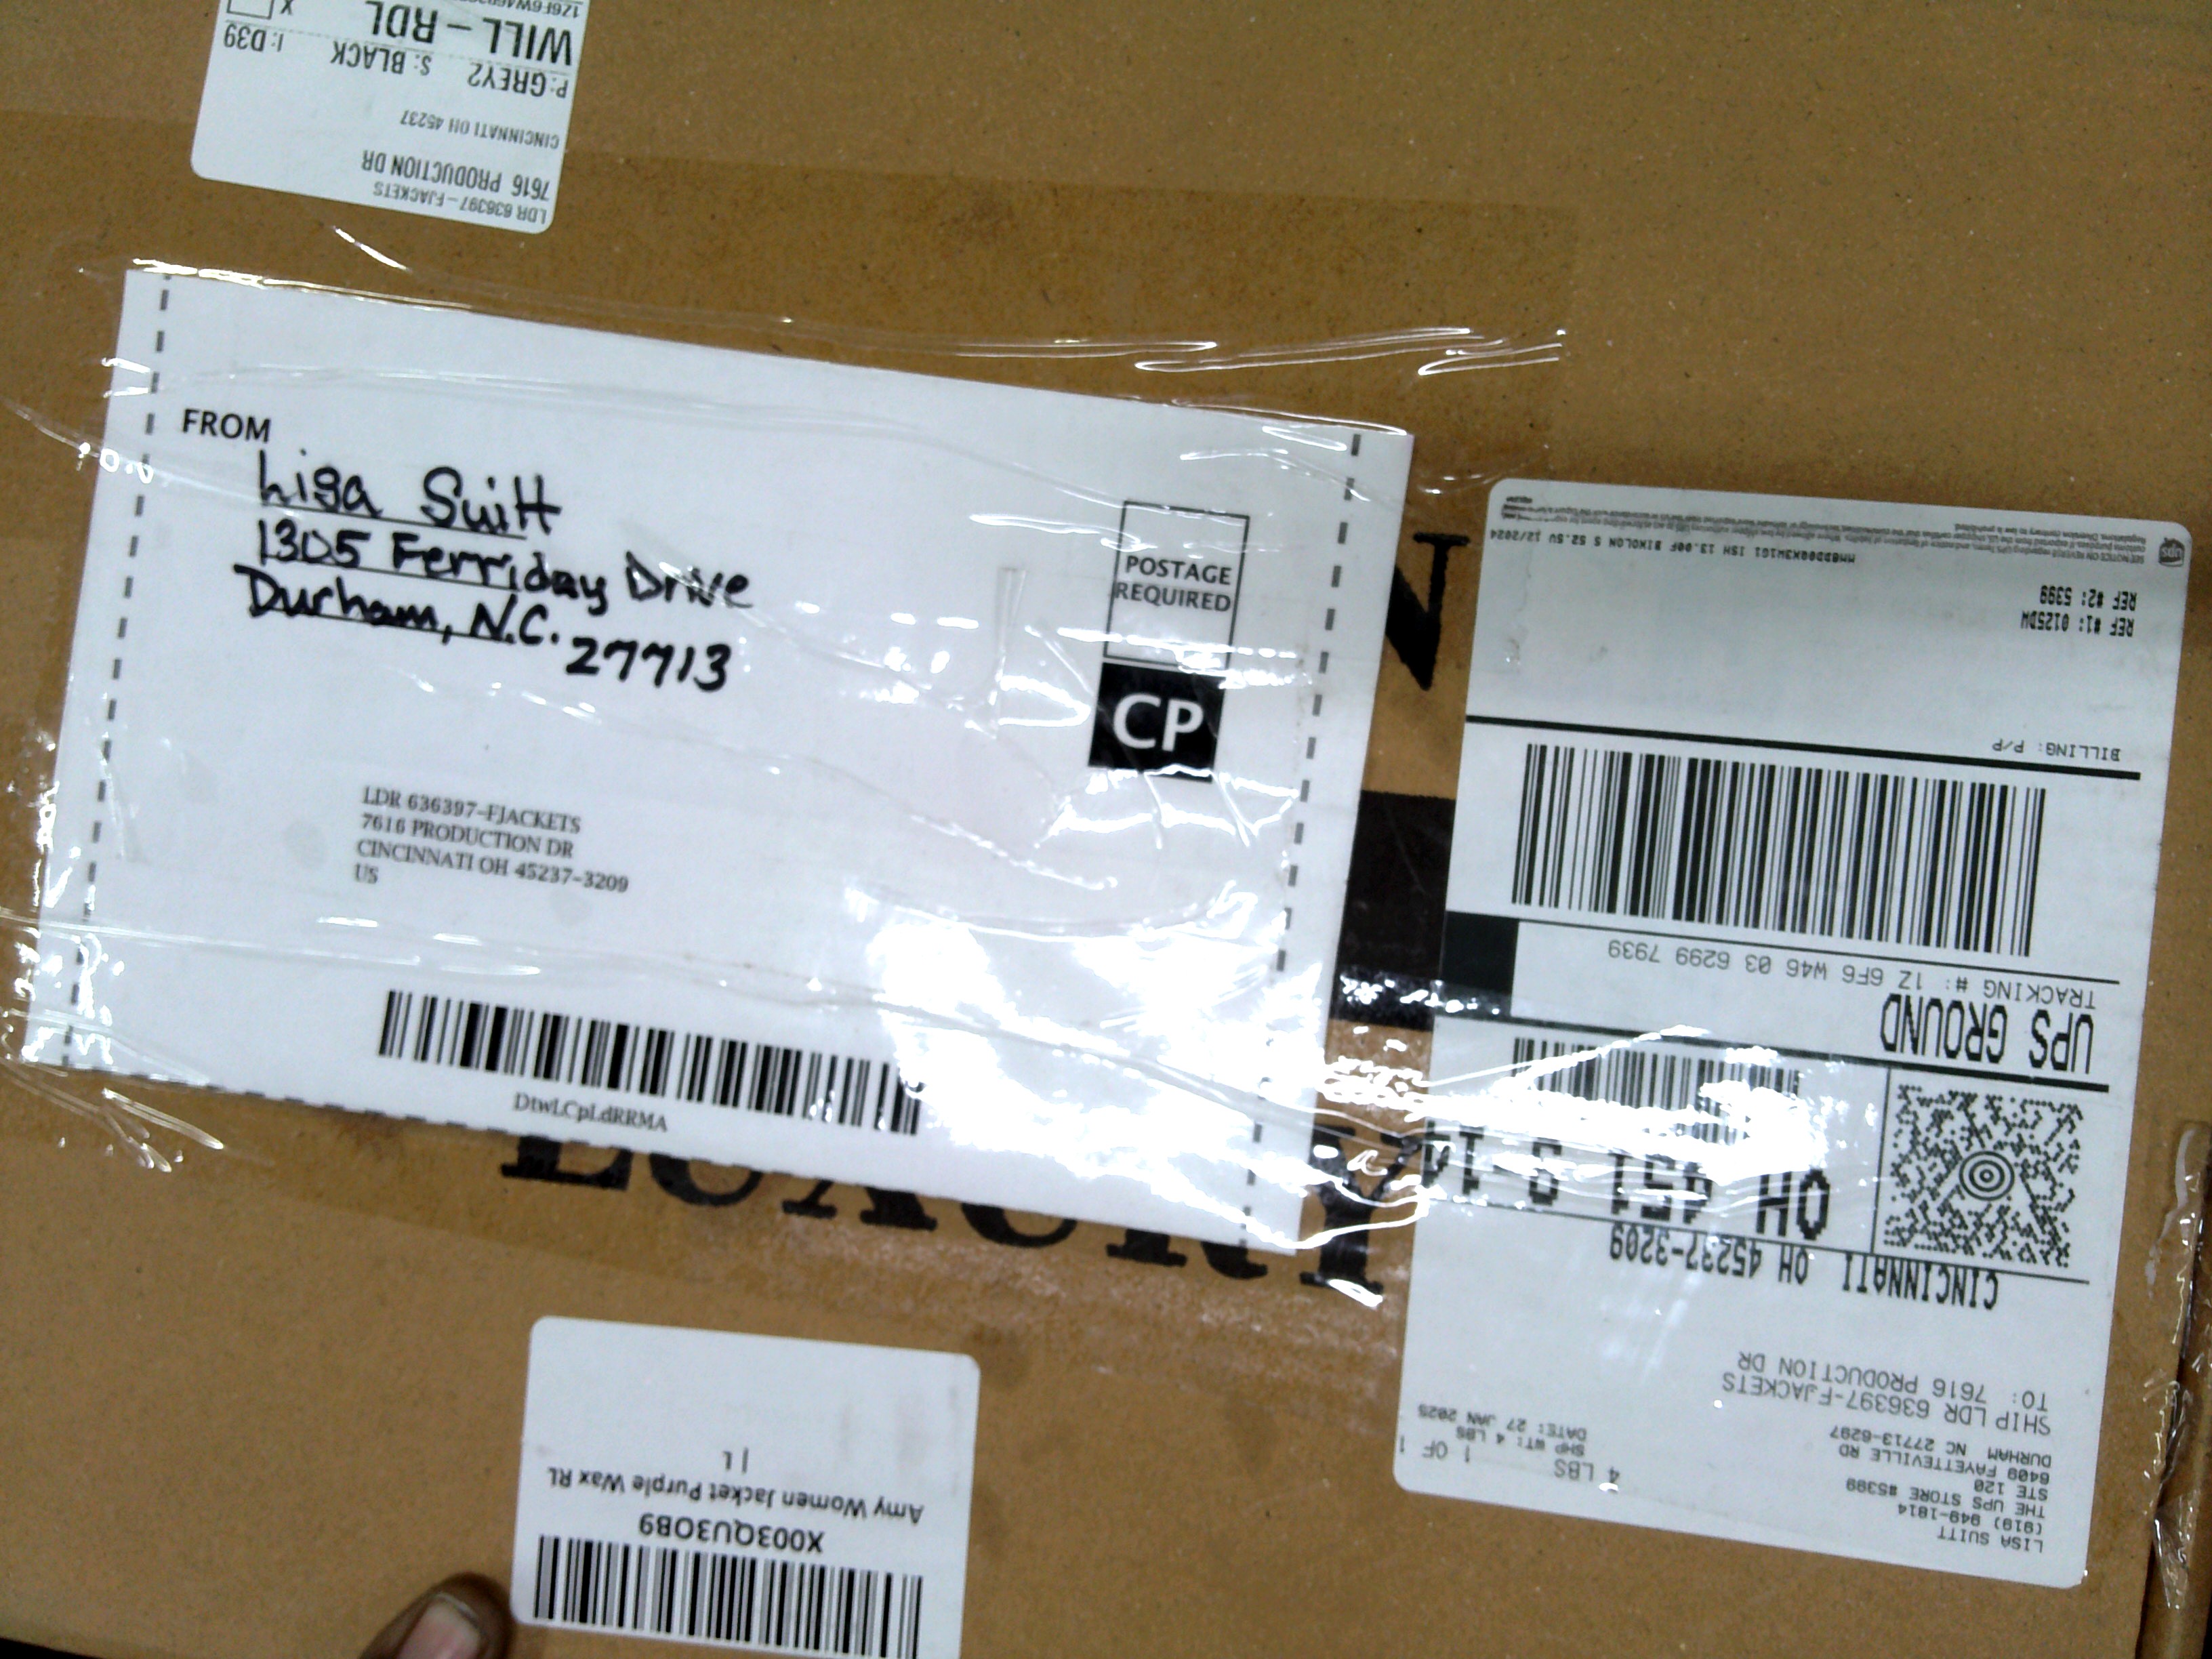 1Z6F6W46
WILL - RDL
X
P: GREY2 S: BLACK I: D39
CINCINNATI OH 45237
7616 PRODUCTION DR
LDR 636397-FJACKETS
FROM
Lisa Suitt
1305 Ferriday Drive
Durham, N.C. 27713
POSTAGE
REQUIRED
CP
LDR 636397-FJACKETS
7616 PRODUCTION DR
CINCINNATI OH 45237-3209
US
DtwLCpLdRRMA
N
LUXURY
LISA SUITT
(919) 949-1814
THE UPS STORE #5399
STE 120
6409 FAYETTEVILLE RD
DURHAM NC 27713-6297
4 LBS
1 OF 1
SHP WT: 4 LBS
DATE: 27 JAN 2025
SHIP LDR 636397-FJACKETS
TO: 7616 PRODUCTION DR
CINCINNATI OH 45237-3209
OH 451 9-14
UPS GROUND
TRACKING #: 1Z 6F6 W46 03 6299 7939
BILLING: P/P
REF #1: 0125DW
REF #2: 5399
ups
X003QU3OB9
Amy Women Jacket Purple Wax RL
| L